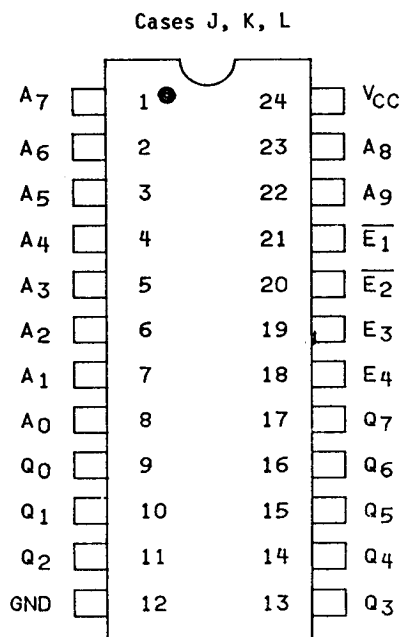 Cases J, K, L
A7 1 24 VCC
A6 2 23 A8
A5 3 22 A9
A4 4 21 E̅1̅
A3 5 20 E̅2̅
A2 6 19 E3
A1 7 18 E4
A0 8 17 Q7
Q0 9 16 Q6
Q1 10 15 Q5
Q2 11 14 Q4
GND 12 13 Q3